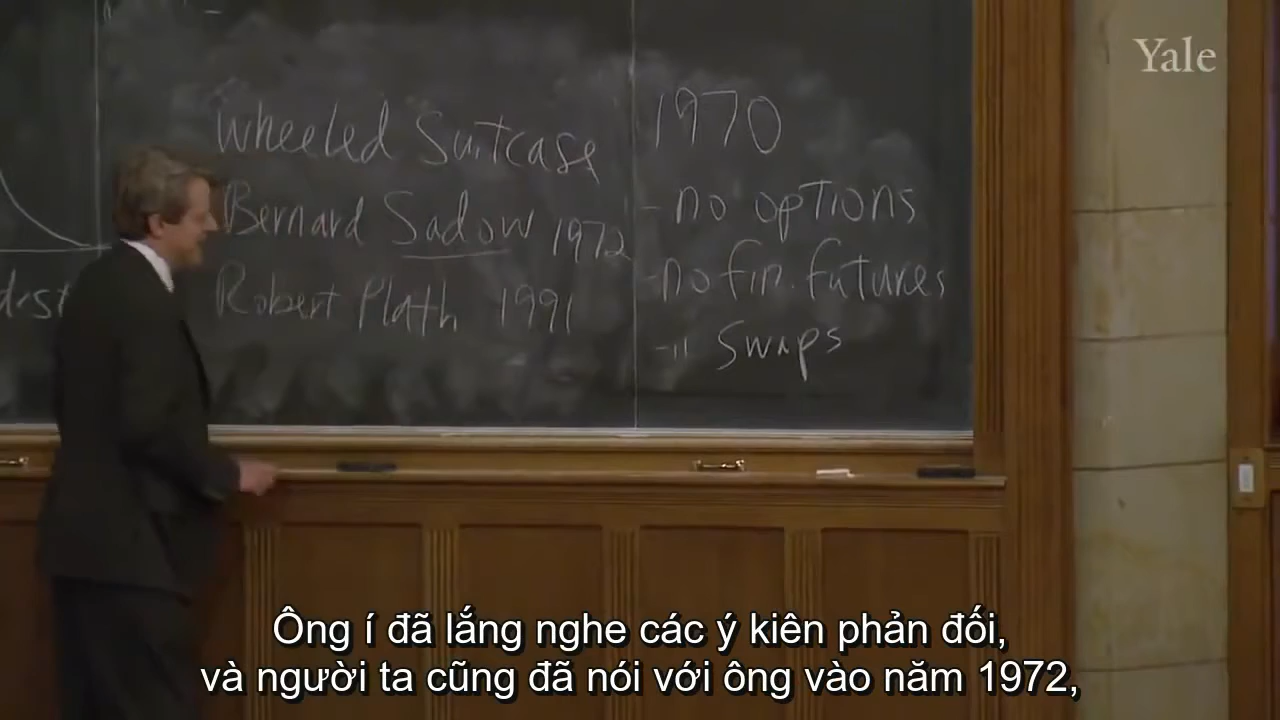 Yale
Wheeled Suitcase
Bernard Sadow 1972
Robert Plath 1991
dist
1970
- no options
- no fin. futures
- " Swaps
Ông í đã lắng nghe các ý kiên phản đối,
và người ta cũng đã nói với ông vào năm 1972,